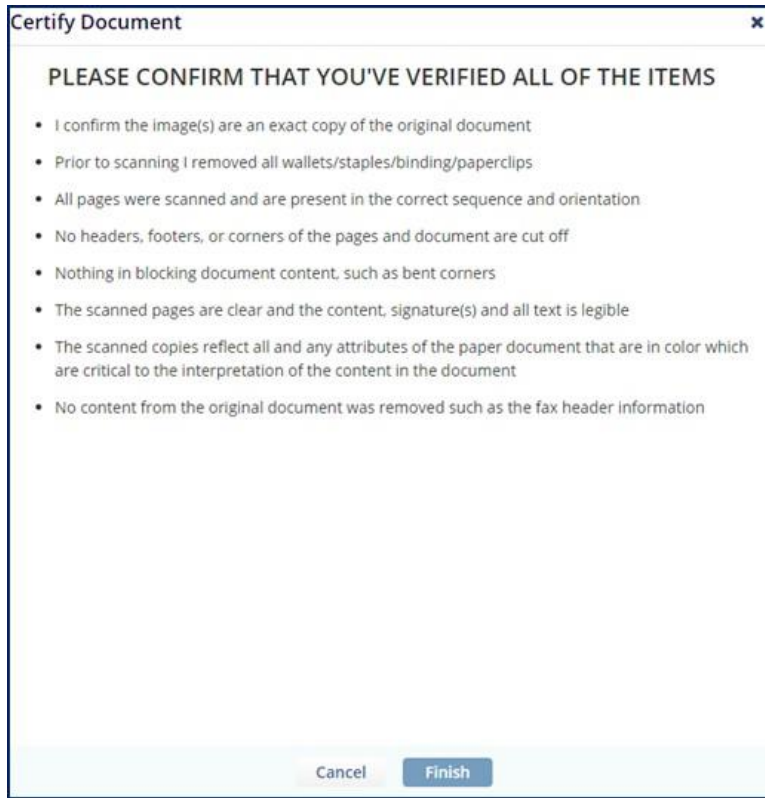 Certify Document ×
PLEASE CONFIRM THAT YOU'VE VERIFIED ALL OF THE ITEMS
• I confirm the image(s) are an exact copy of the original document
• Prior to scanning I removed all wallets/staples/binding/paperclips
• All pages were scanned and are present in the correct sequence and orientation
• No headers, footers, or corners of the pages and document are cut off
• Nothing in blocking document content, such as bent corners
• The scanned pages are clear and the content, signature(s) and all text is legible
• The scanned copies reflect all and any attributes of the paper document that are in color which
are critical to the interpretation of the content in the document
• No content from the original document was removed such as the fax header information
Cancel Finish